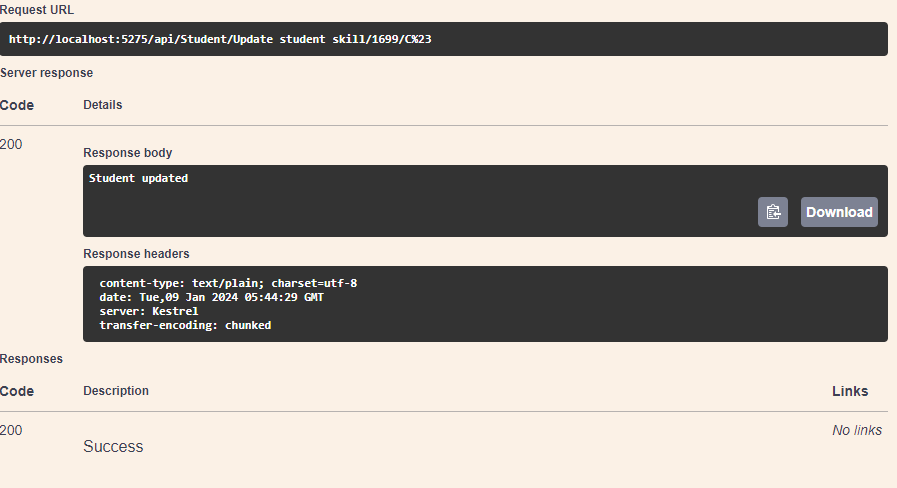 Request URL
http://localhost:5275/api/Student/Update student skill/1699/C%23
Server response
Code Details
200
Response body
Student updated
Download
Response headers
content-type: text/plain; charset=utf-8
date: Tue,09 Jan 2024 05:44:29 GMT
server: Kestrel
transfer-encoding: chunked
Responses
Code Description Links
200 No links
Success